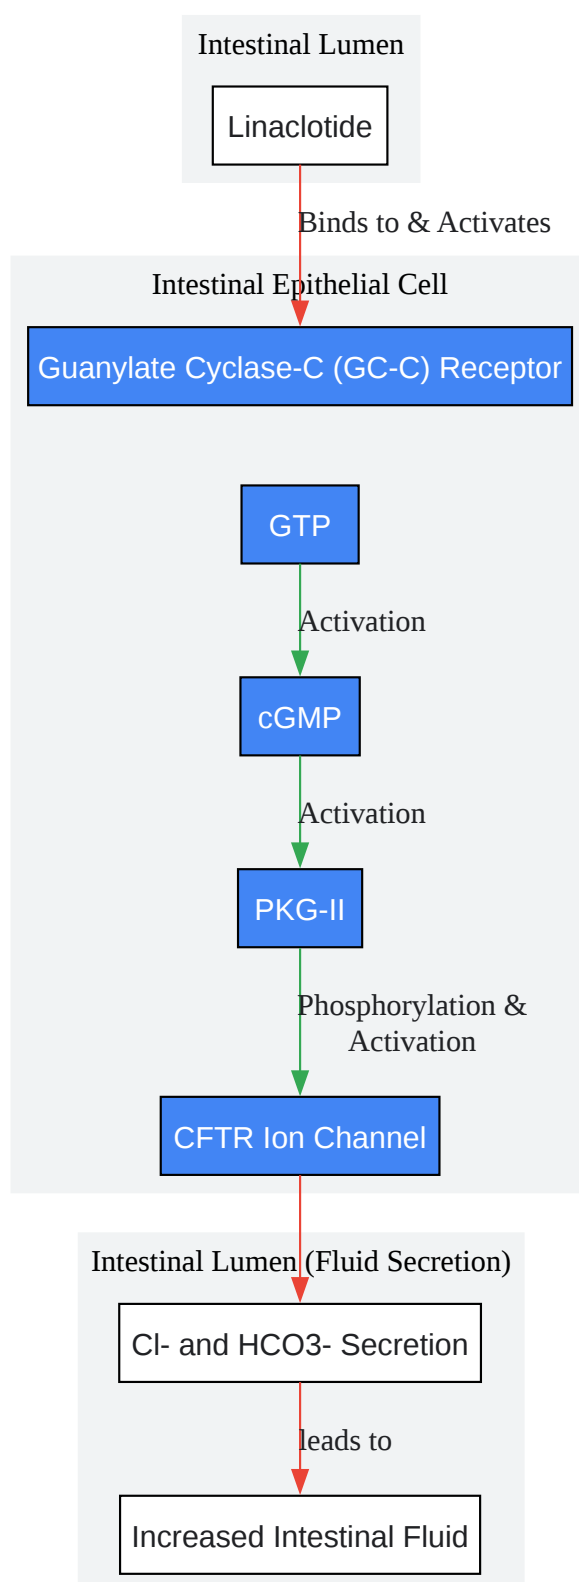 Intestinal Lumen
Linaclotide
Binds to & Activates
Intestinal Epithelial Cell
Guanylate Cyclase-C (GC-C) Receptor
GTP
Activation
cGMP
Activation
PKG-II
Phosphorylation &
Activation
CFTR Ion Channel
Intestinal Lumen (Fluid Secretion)
Cl- and HCO3- Secretion
leads to
Increased Intestinal Fluid